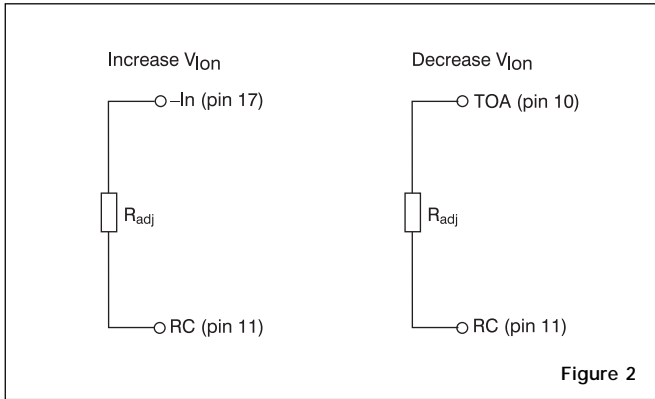 Increase VIon
–In (pin 17)
Radj
RC (pin 11)
Decrease VIon
TOA (pin 10)
Radj
RC (pin 11)
Figure 2